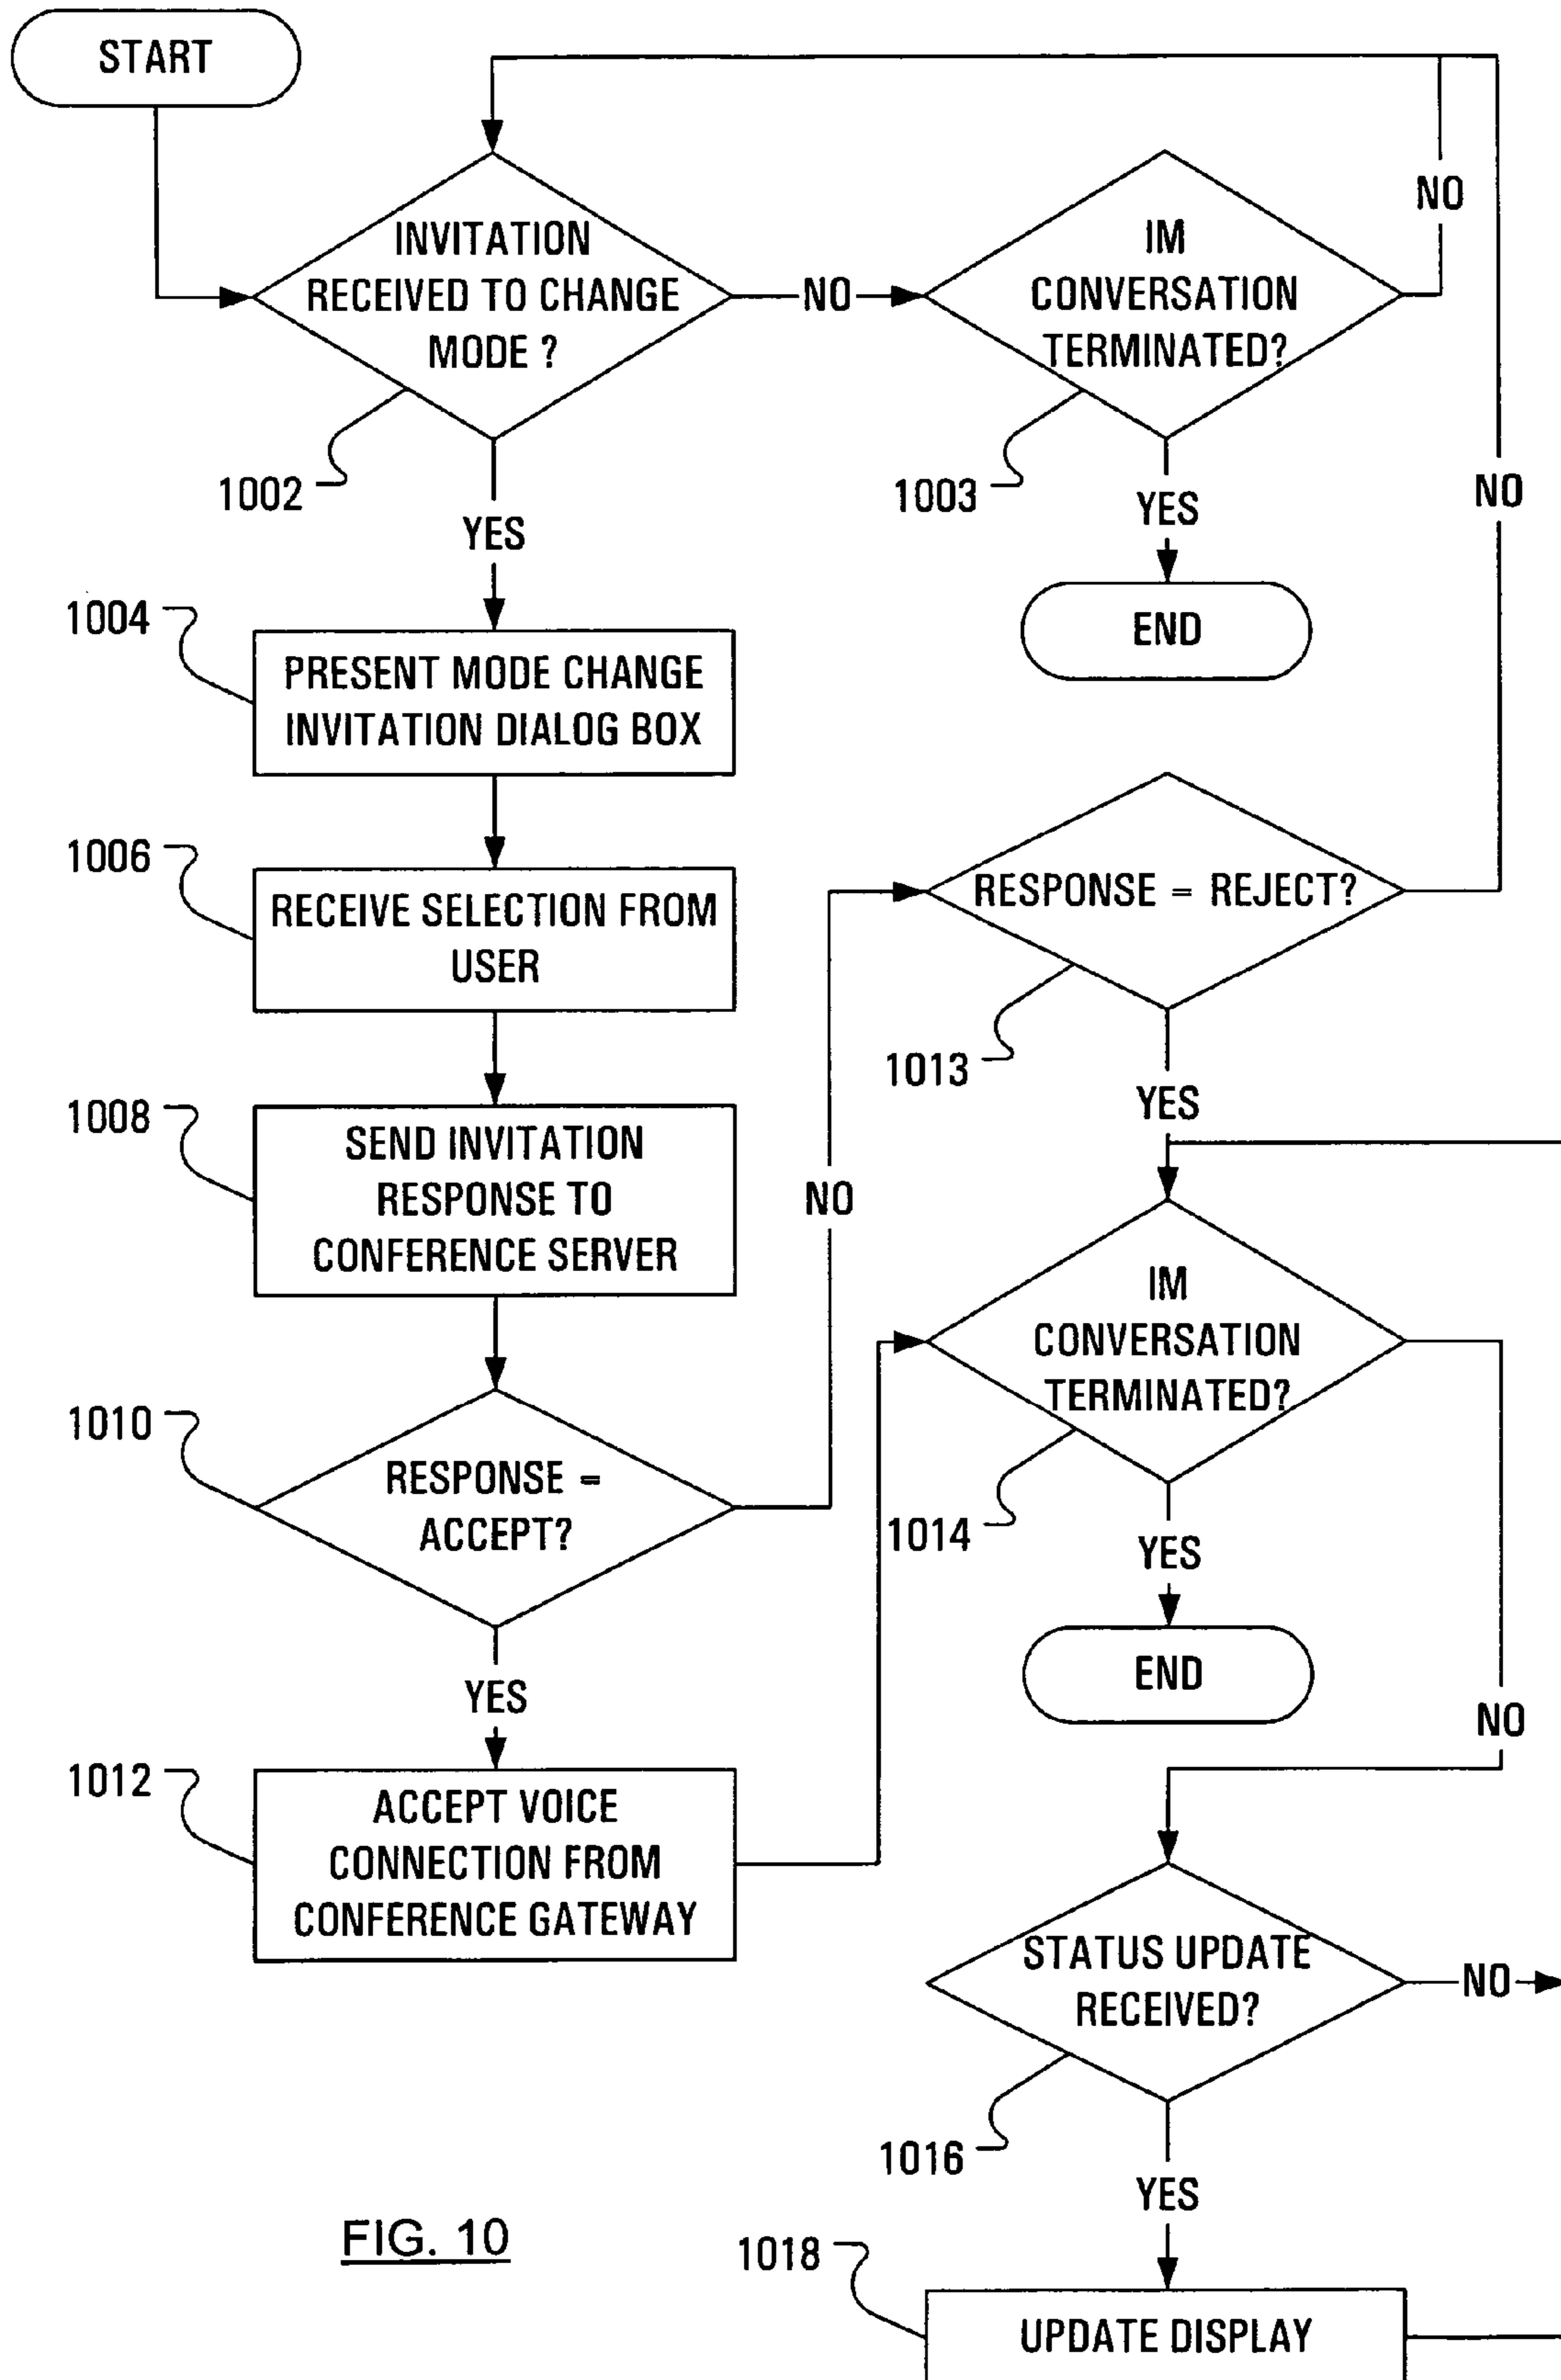 START
INVITATION
RECEIVED TO CHANGE
MODE ?
NO
IM
CONVERSATION
TERMINATED?
NO
1002
YES
1003
YES
NO
END
1004
PRESENT MODE CHANGE
INVITATION DIALOG BOX
1006
RECEIVE SELECTION FROM
USER
RESPONSE = REJECT?
1013
YES
1008
SEND INVITATION
RESPONSE TO
CONFERENCE SERVER
NO
IM
CONVERSATION
TERMINATED?
1010
RESPONSE =
ACCEPT?
1014
YES
END
NO
YES
1012
ACCEPT VOICE
CONNECTION FROM
CONFERENCE GATEWAY
STATUS UPDATE
RECEIVED?
NO
1016
YES
FIG. 10
1018
UPDATE DISPLAY